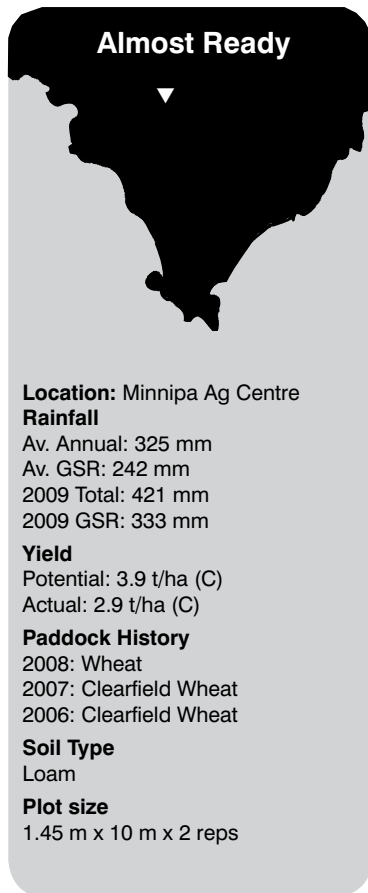 Almost Ready
Location: Minnipa Ag Centre
Rainfall
Av. Annual: 325 mm
Av. GSR: 242 mm
2009 Total: 421 mm
2009 GSR: 333 mm
Yield
Potential: 3.9 t/ha (C)
Actual: 2.9 t/ha (C)
Paddock History
2008: Wheat
2007: Clearfield Wheat
2006: Clearfield Wheat
Soil Type
Loam
Plot size
1.45 m x 10 m x 2 reps